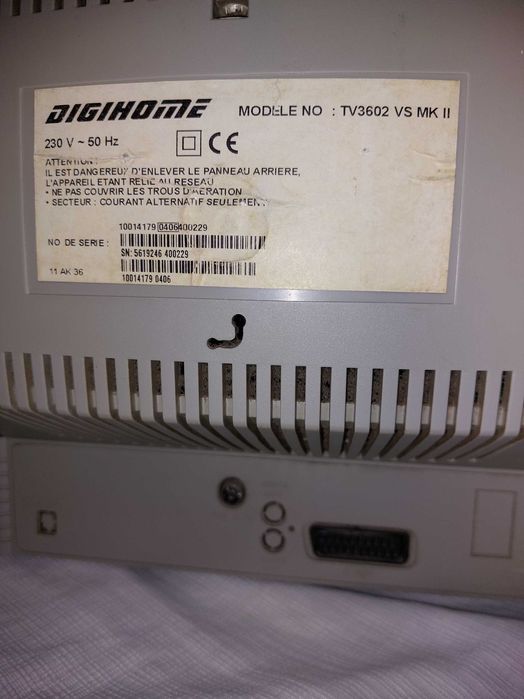 DIGIHOME
MODELE NO : TV3602 VS MK II
230 V ~ 50 Hz
CE
ATTENTION:
IL EST DANGEREUX D'ENLEVER LE PANNEAU ARRIERE,
L'APPAREIL ETANT RELIE AU RESEAU
• NE PAS COUVRIR LES TROUS D'AERATION
• SECTEUR : COURANT ALTERNATIF SEULEMENT
10014179 0406 400229
NO DE SERIE :
SN: 5619246 400229
11 AK 36
10014179 0406